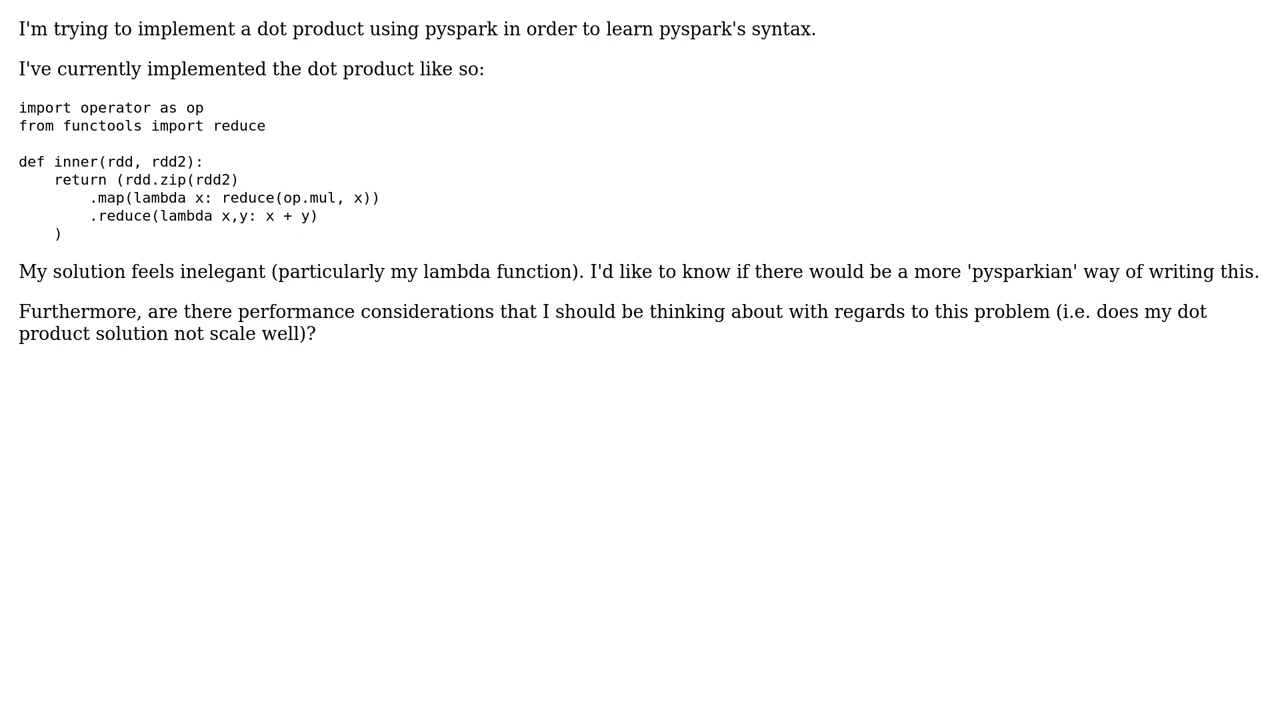 I'm trying to implement a dot product using pyspark in order to learn pyspark's syntax.
I've currently implemented the dot product like so:
import operator as op
from functools import reduce
def inner(rdd, rdd2):
    return (rdd.zip(rdd2)
        .map(lambda x: reduce(op.mul, x))
        .reduce(lambda x,y: x + y)
    )
My solution feels inelegant (particularly my lambda function). I'd like to know if there would be a more 'pysparkian' way of writing this.
Furthermore, are there performance considerations that I should be thinking about with regards to this problem (i.e. does my dot
product solution not scale well)?